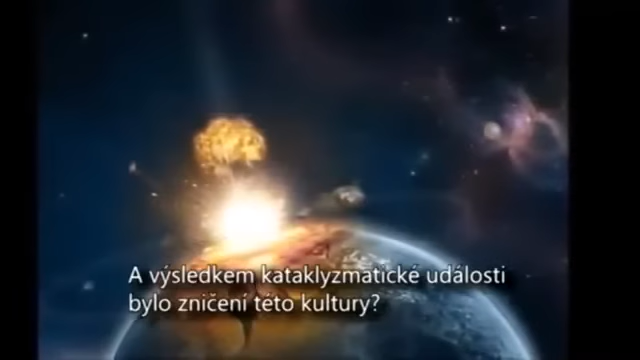 A výsledkem kataklyzmatické události
bylo zničení této kultury?